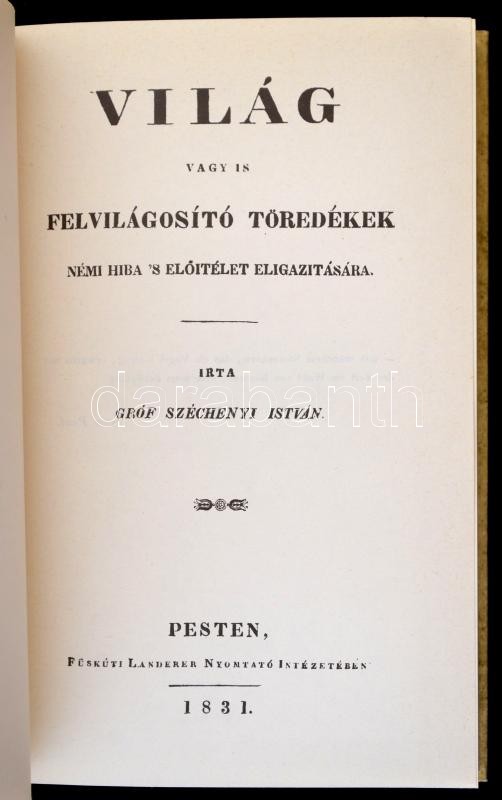 VILÁG
VAGY IS
FELVILÁGOSÍTÓ TÖREDÉKEK
NÉMI HIBA 'S ELŐITÉLET ELIGAZITÁSÁRA.
IRTA
GRÓF SZÉCHENYI ISTVÁN.
darabanth
PESTEN,
FÜSKÚTI LANDERER NYOMTATÓ INTÉZETÉBEN
1831.